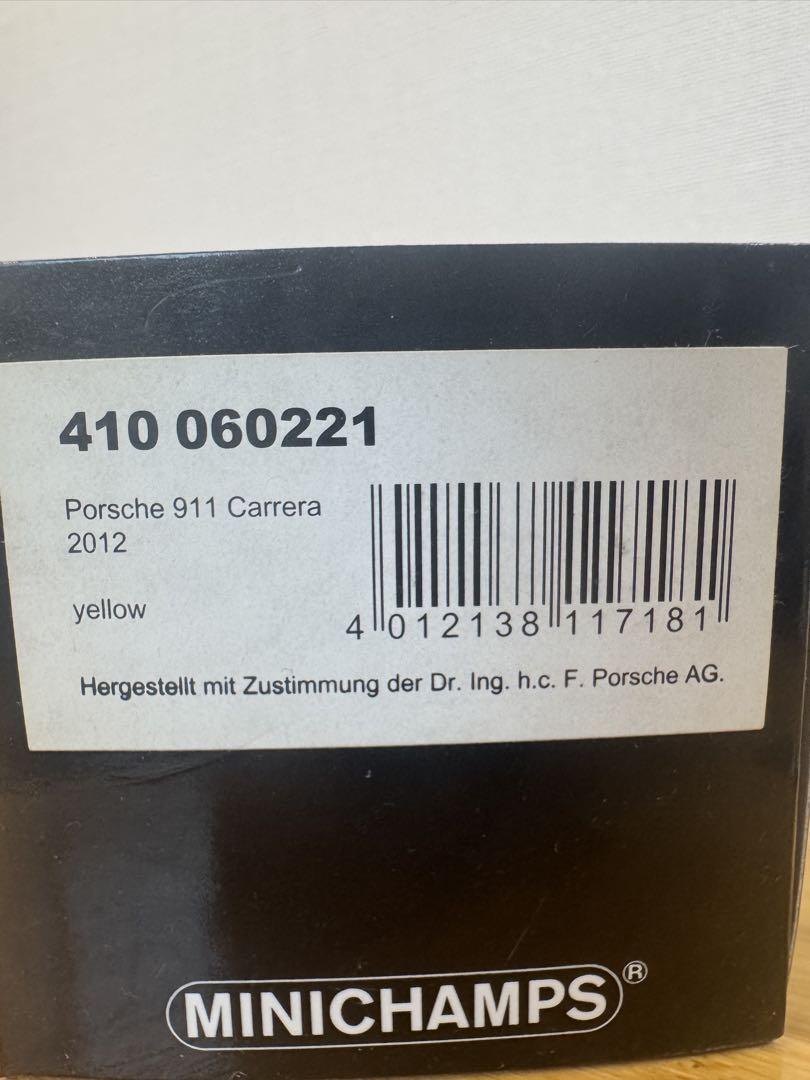 410 060221
Porsche 911 Carrera
2012
yellow
4 012138 117181
Hergestellt mit Zustimmung der Dr. Ing. h.c. F. Porsche AG.
MINICHAMPS®